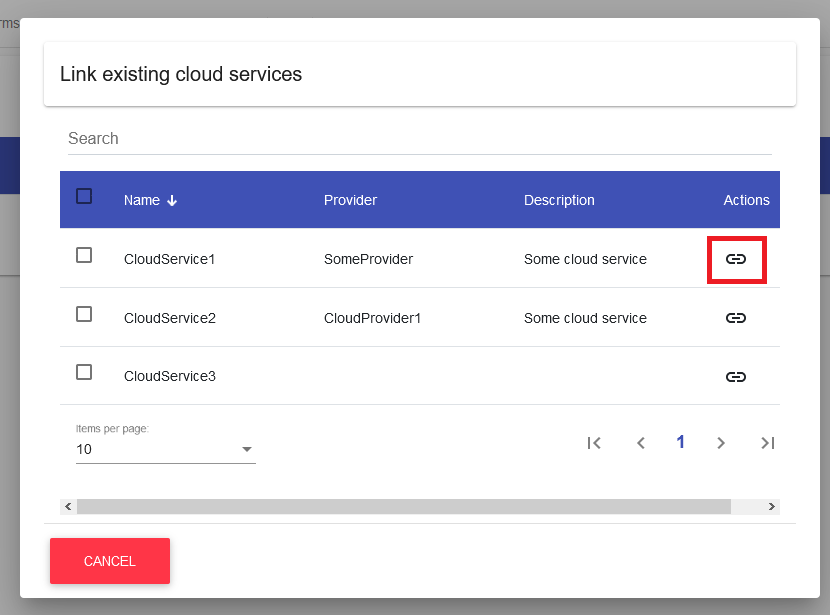 rms
Link existing cloud services
Search
Name Provider Description Actions
CloudService1 SomeProvider Some cloud service
CloudService2 CloudProvider1 Some cloud service
CloudService3
Items per page:
10
1
CANCEL